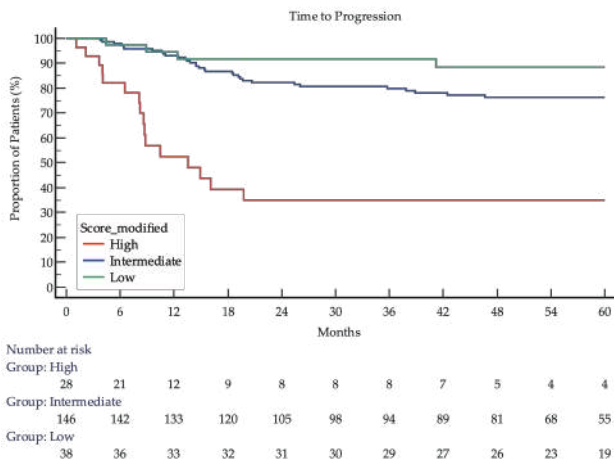 Time to Progression
Proportion of Patients (%)
100
90
80
70
60
50
40
30
20
10
0
Score_modified
High
Intermediate
Low
0 6 12 18 24 30 36 42 48 54 60
Months
Number at risk
Group: High
28 21 12 9 8 8 8 7 5 4 4
Group: Intermediate
146 142 133 120 105 98 94 89 81 68 55
Group: Low
38 36 33 32 31 30 29 27 26 23 19